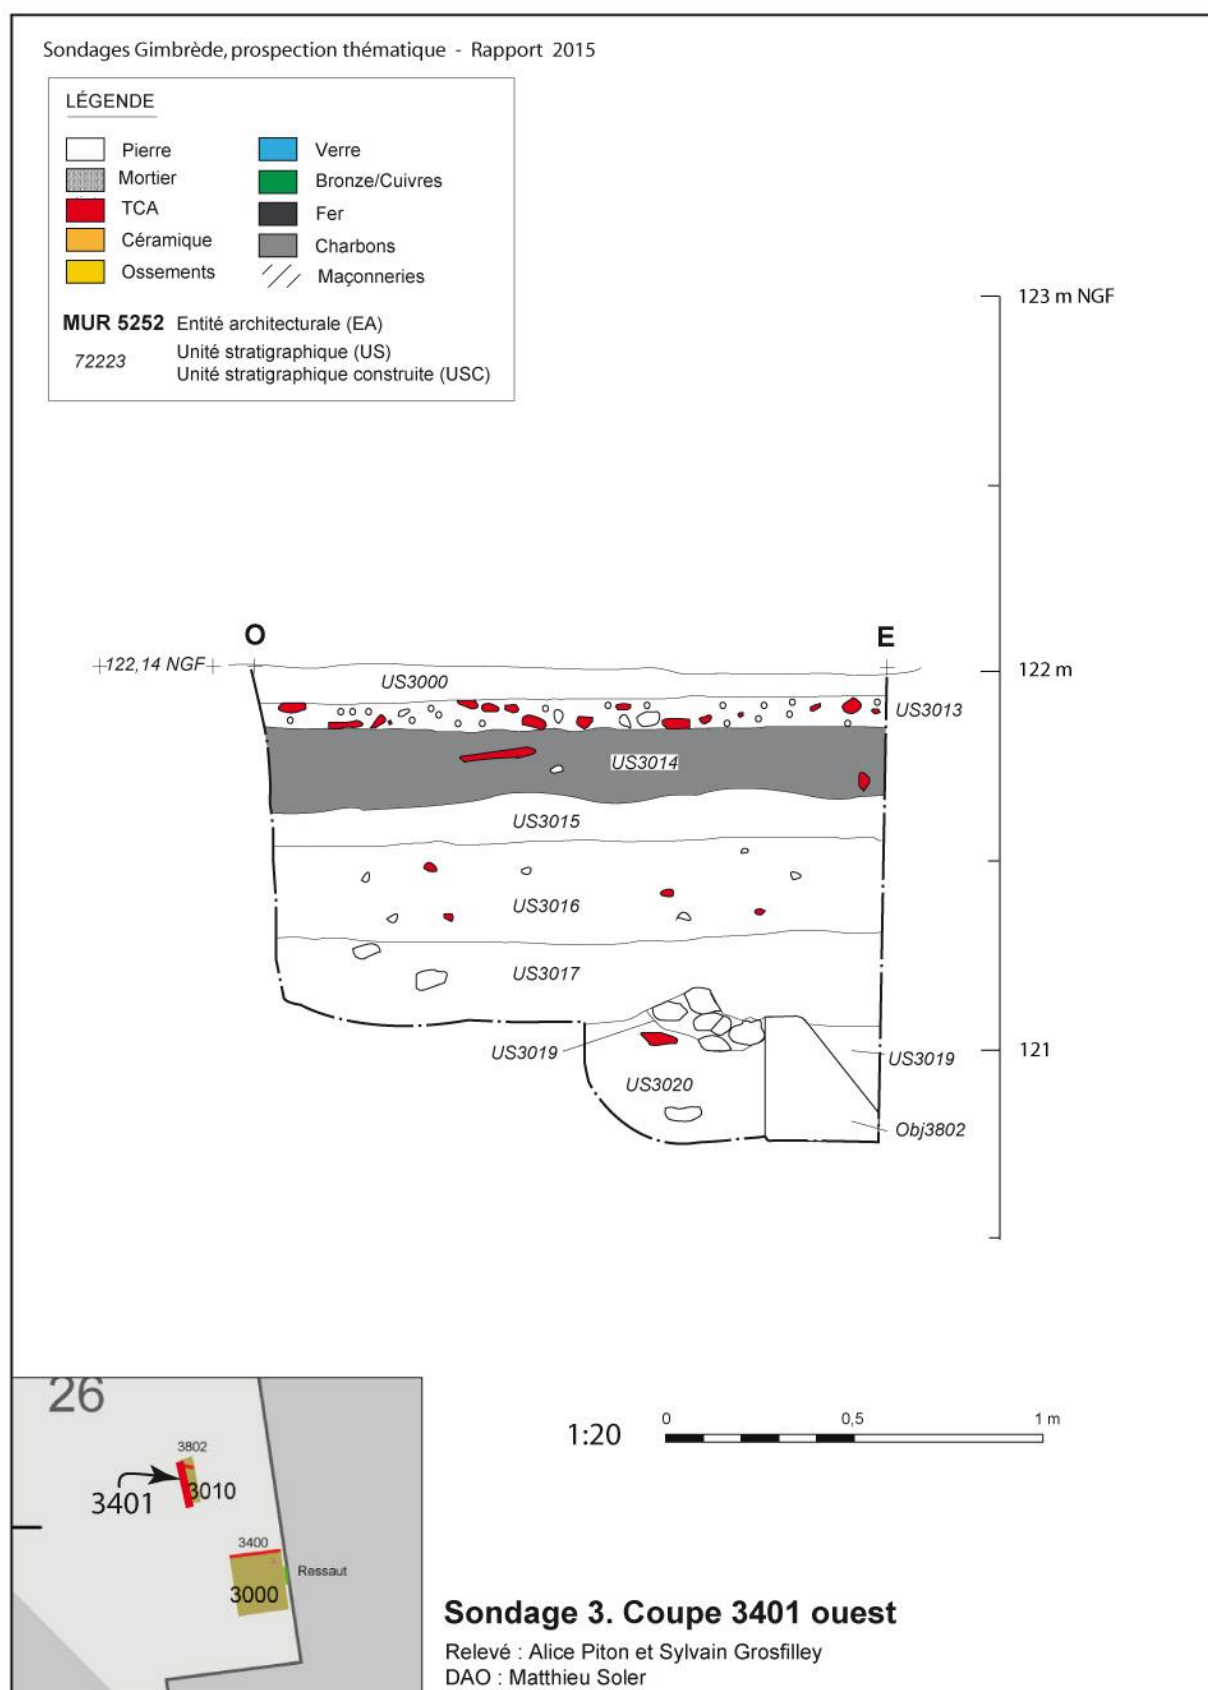 Sondages Gimbrède, prospection thématique - Rapport 2015
LÉGENDE
Pierre
Mortier
TCA
Céramique
Ossements
Verre
Bronze/Cuivres
Fer
Charbons
Maçonneries
MUR 5252 Entité architecturale (EA)
72223 Unité stratigraphique (US)
Unité stratigraphique construite (USC)
123 m NGF
O
E
122,14 NGF
122 m
US3000
US3013
US3014
US3015
US3016
US3017
US3019
121
US3019
US3020
Obj3802
26
3802
3401
3010
3400
Ressaut
3000
1:20
0 0,5 1 m
Sondage 3. Coupe 3401 ouest
Relevé : Alice Piton et Sylvain Grosfilley
DAO : Matthieu Soler